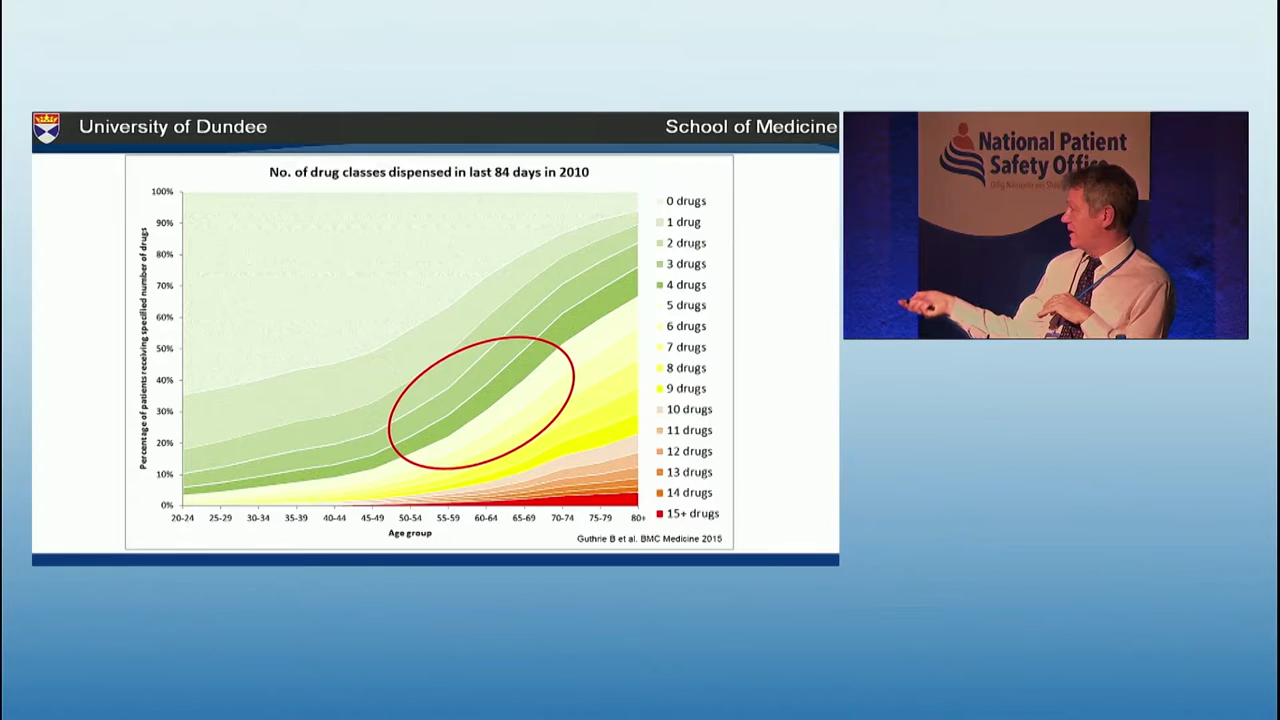 University of Dundee
School of Medicine
No. of drug classes dispensed in last 84 days in 2010
Percentage of patients receiving specified number of drugs
100%
90%
80%
70%
60%
50%
40%
30%
20%
10%
0%
20-24 25-29 30-34 35-39 40-44 45-49 50-54 55-59 60-64 65-69 70-74 75-79 80+
Age group
0 drugs
1 drug
2 drugs
3 drugs
4 drugs
5 drugs
6 drugs
7 drugs
8 drugs
9 drugs
10 drugs
11 drugs
12 drugs
13 drugs
14 drugs
15+ drugs
Guthrie B et al. BMC Medicine 2015
National Patient
Safety Office